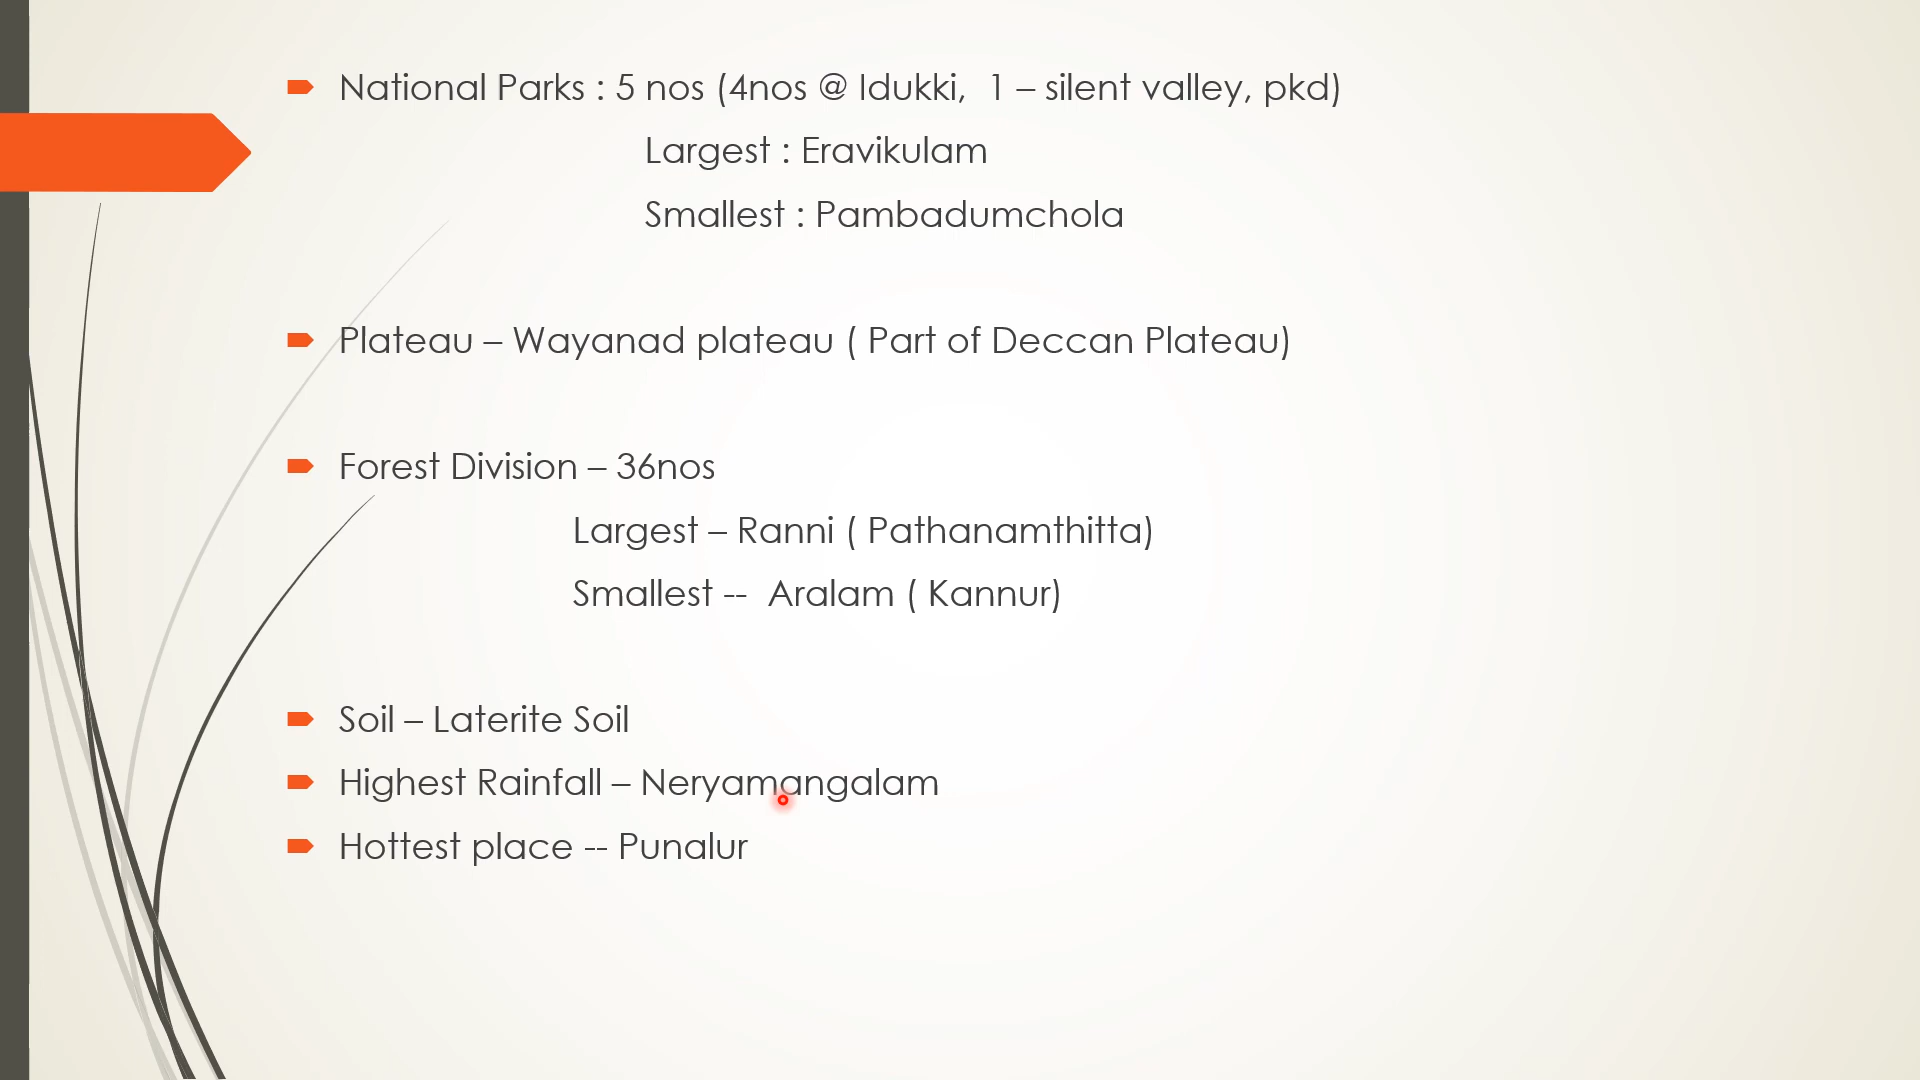 National Parks : 5 nos (4nos @ Idukki,  1 – silent valley, pkd)
Largest : Eravikulam
Smallest : Pambadumchola
Plateau – Wayanad plateau ( Part of Deccan Plateau)
Forest Division – 36nos
Largest – Ranni ( Pathanamthitta)
Smallest --  Aralam ( Kannur)
Soil – Laterite Soil
Highest Rainfall – Neryamangalam
Hottest place -- Punalur